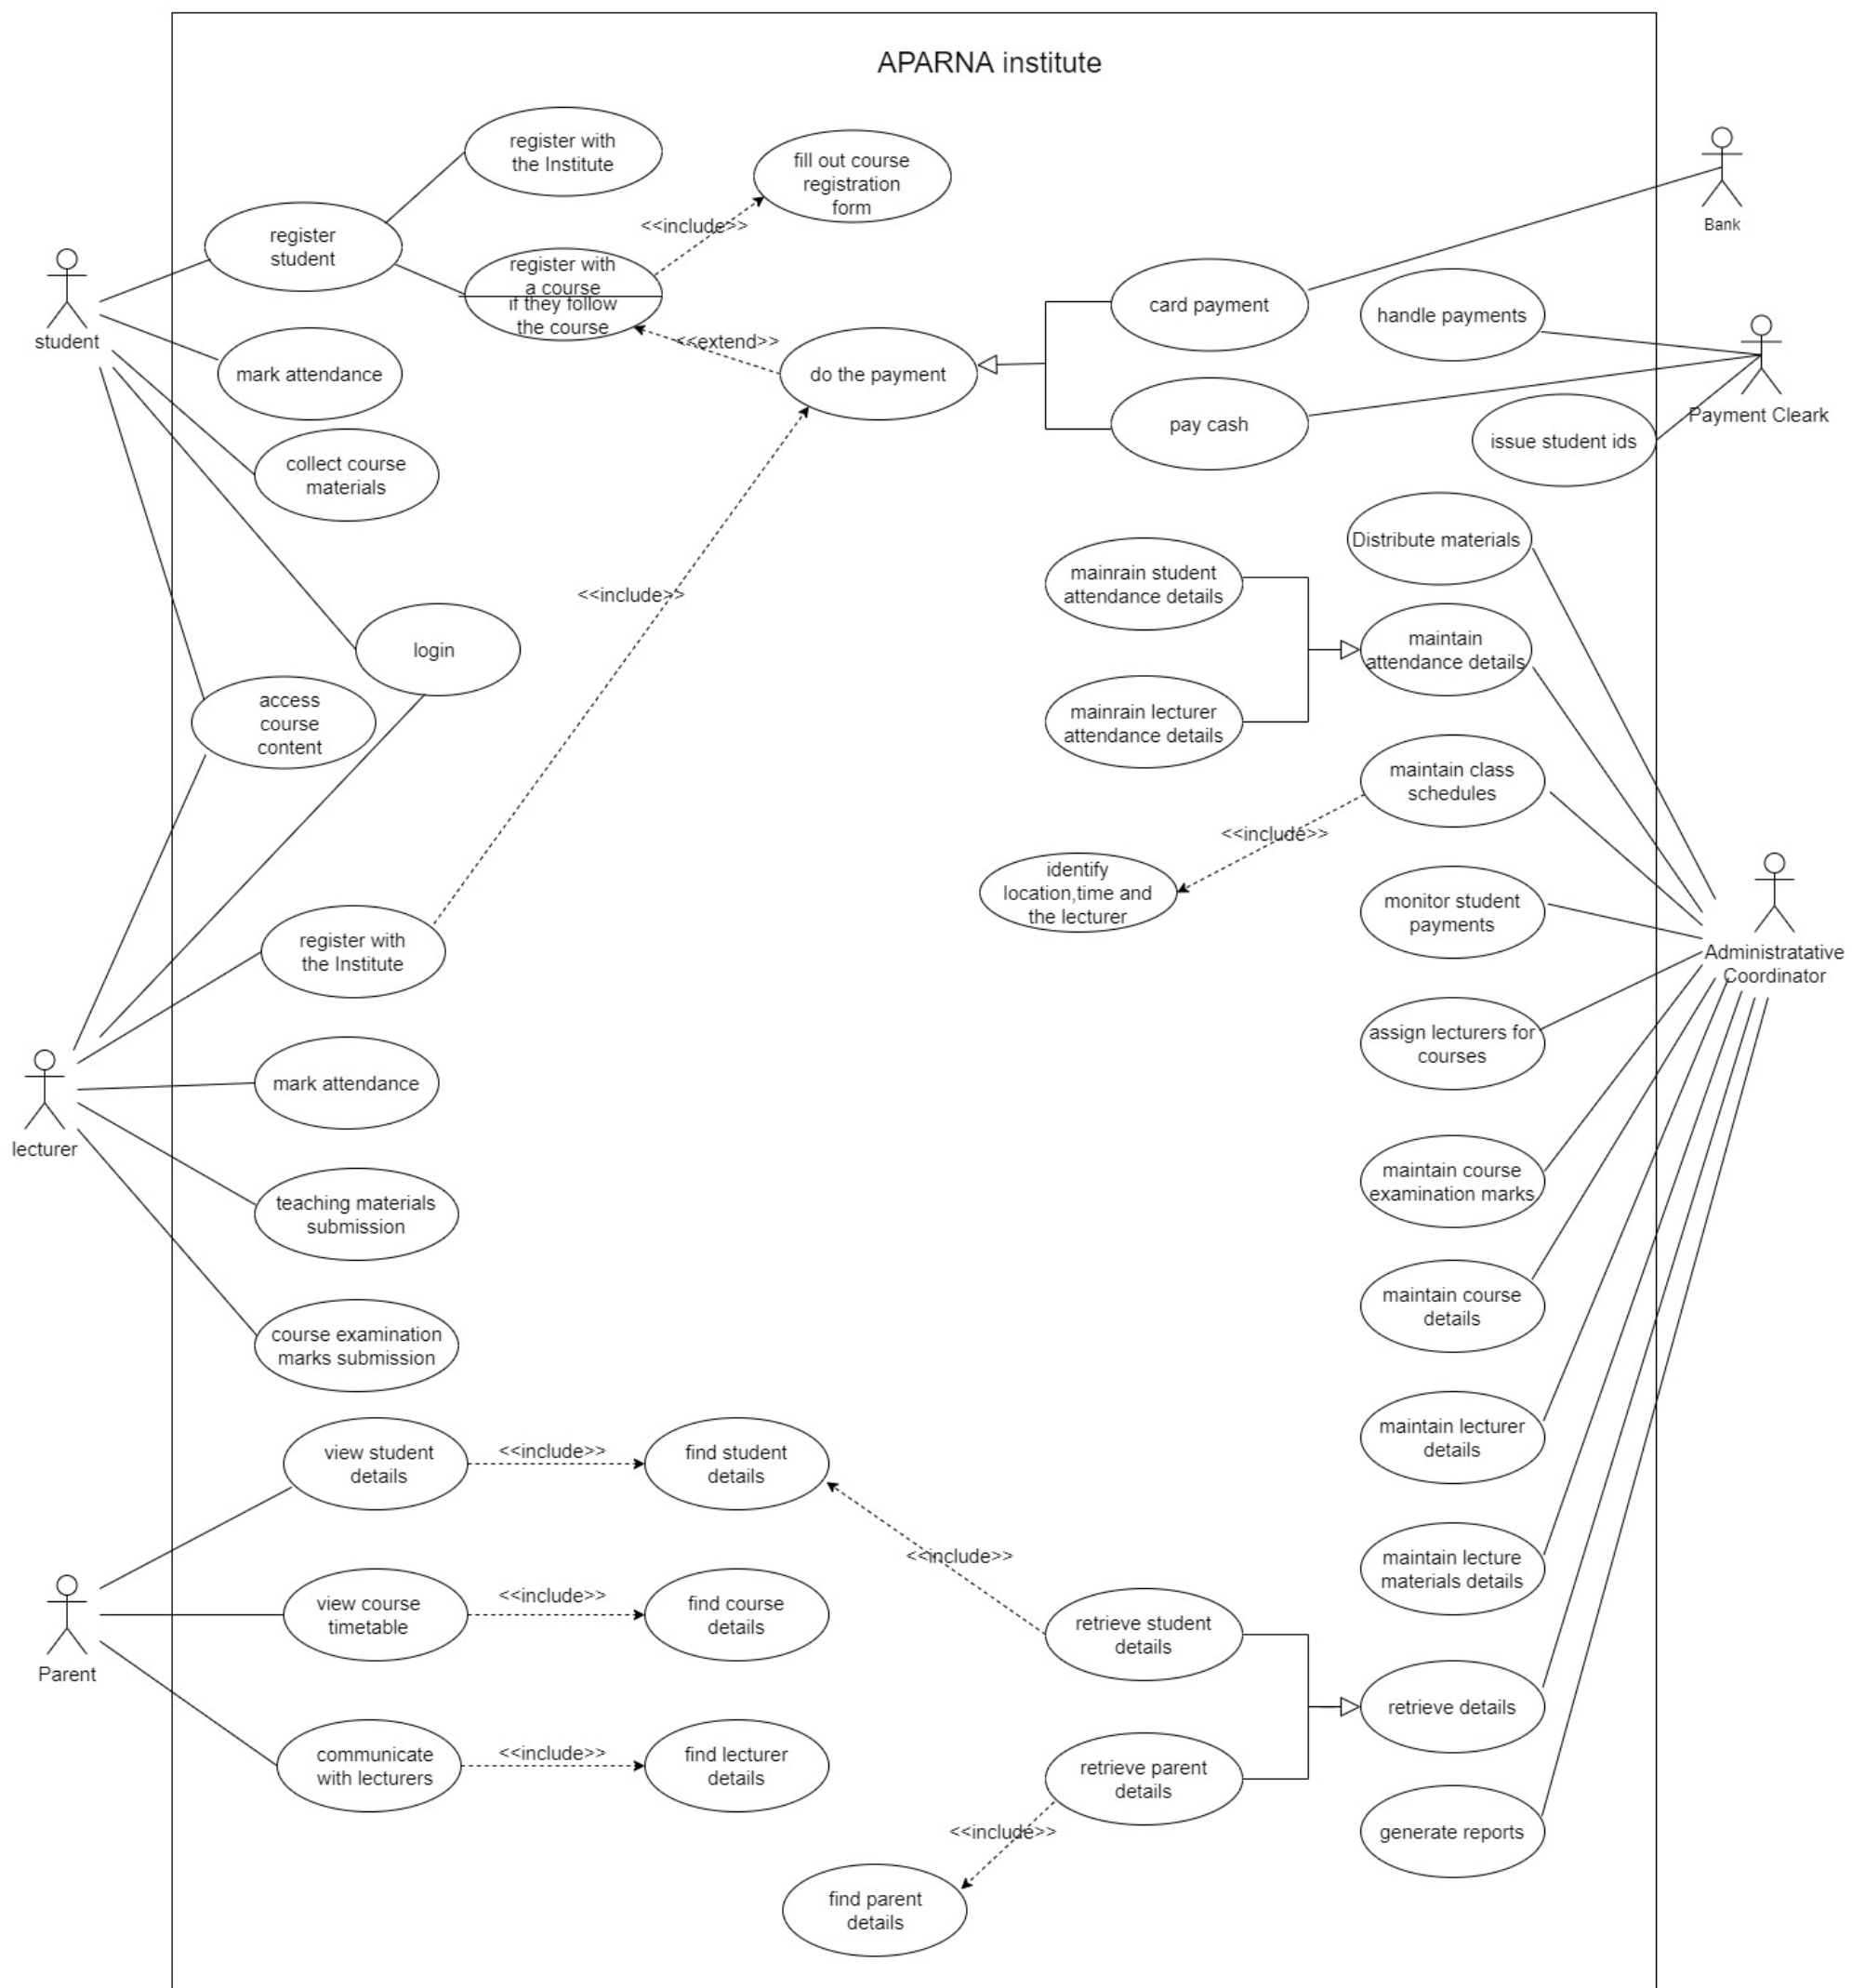 APARNA institute
register with
the Institute
fill out course
registration
form
<<include>>
Bank
register
student
register with
a course
if they follow
the course
student
<<extend>>
card payment
handle payments
mark attendance
do the payment
Payment Cleark
pay cash
issue student ids
collect course
materials
Distribute materials
mainrain student
attendance details
<<include>>
maintain
attendance details
login
access
course
content
mainrain lecturer
attendance details
maintain class
schedules
<<include>>
identify
location,time and
the lecturer
monitor student
payments
register with
the Institute
Administratative
Coordinator
assign lecturers for
courses
mark attendance
lecturer
maintain course
examination marks
teaching materials
submission
maintain course
details
course examination
marks submission
maintain lecturer
details
view student
details
<<include>>
find student
details
<<include>>
maintain lecture
materials details
view course
timetable
<<include>>
find course
details
retrieve student
details
Parent
retrieve details
communicate
with lecturers
<<include>>
find lecturer
details
retrieve parent
details
<<include>>
generate reports
find parent
details